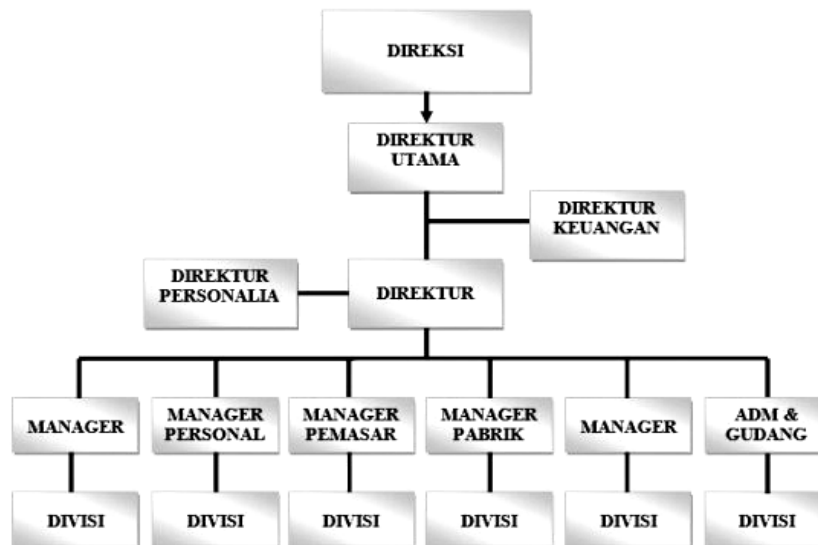 DIREKSI
DIREKTUR
UTAMA
DIREKTUR
KEUANGAN
DIREKTUR
PERSONALIA
DIREKTUR
MANAGER
MANAGER
PERSONAL
MANAGER
PEMASAR
MANAGER
PABRIK
MANAGER
ADM &
GUDANG
DIVISI
DIVISI
DIVISI
DIVISI
DIVISI
DIVISI